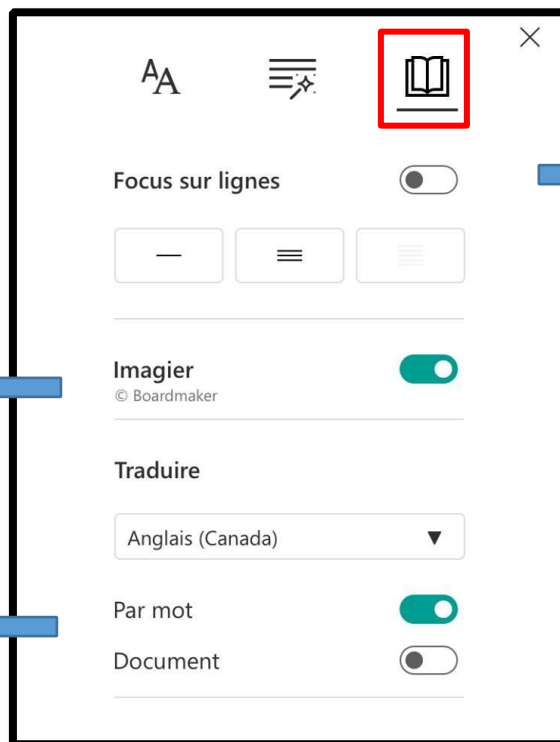 Focus sur lignes
Imagier
© Boardmaker
Traduire
Anglais (Canada)
Par mot
Document